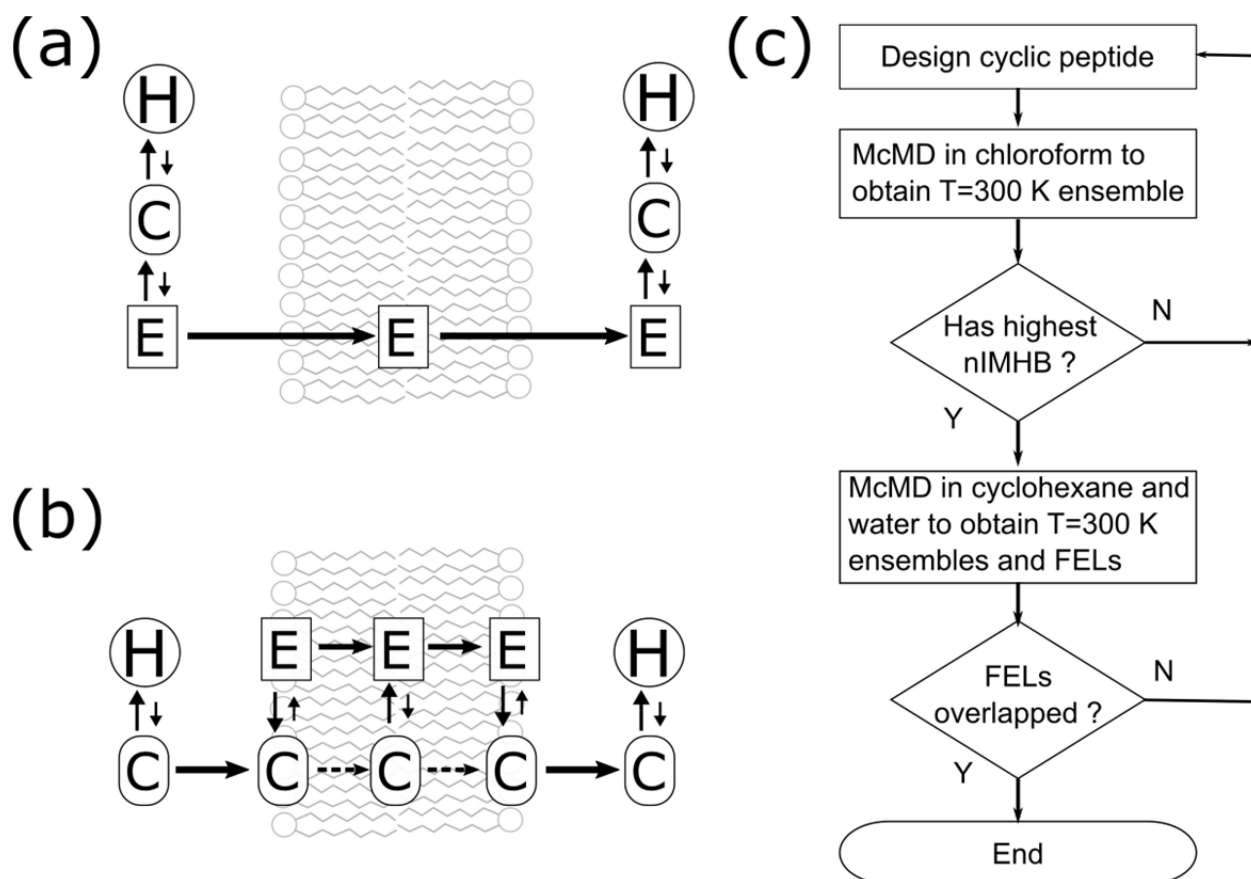 (a)
H
C
E
E
H
C
E
(b)
H
C
E
E
E
C
C
C
H
C
(c)
Design cyclic peptide
McMD in chloroform to
obtain T=300 K ensemble
Has highest
nIMHB ?
N
Y
McMD in cyclohexane and
water to obtain T=300 K
ensembles and FELs
FELs
overlapped ?
N
Y
End